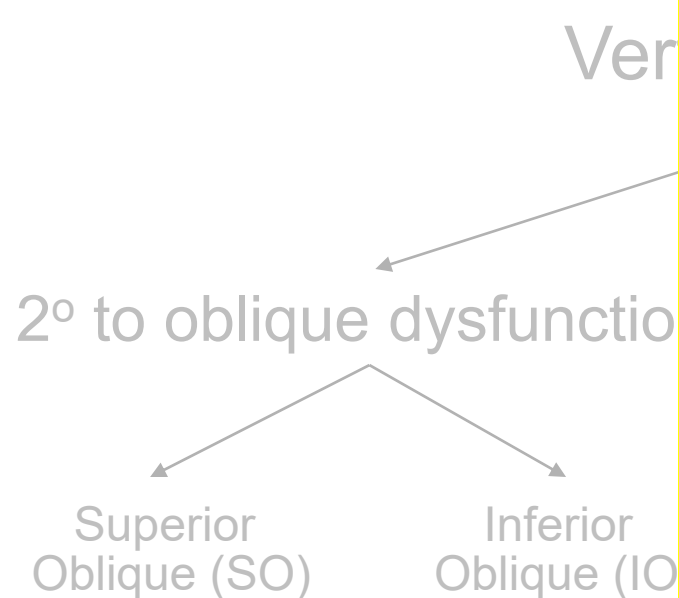 Ver
2º to oblique dysfunctio
Superior Inferior
Oblique (SO) Oblique (IO